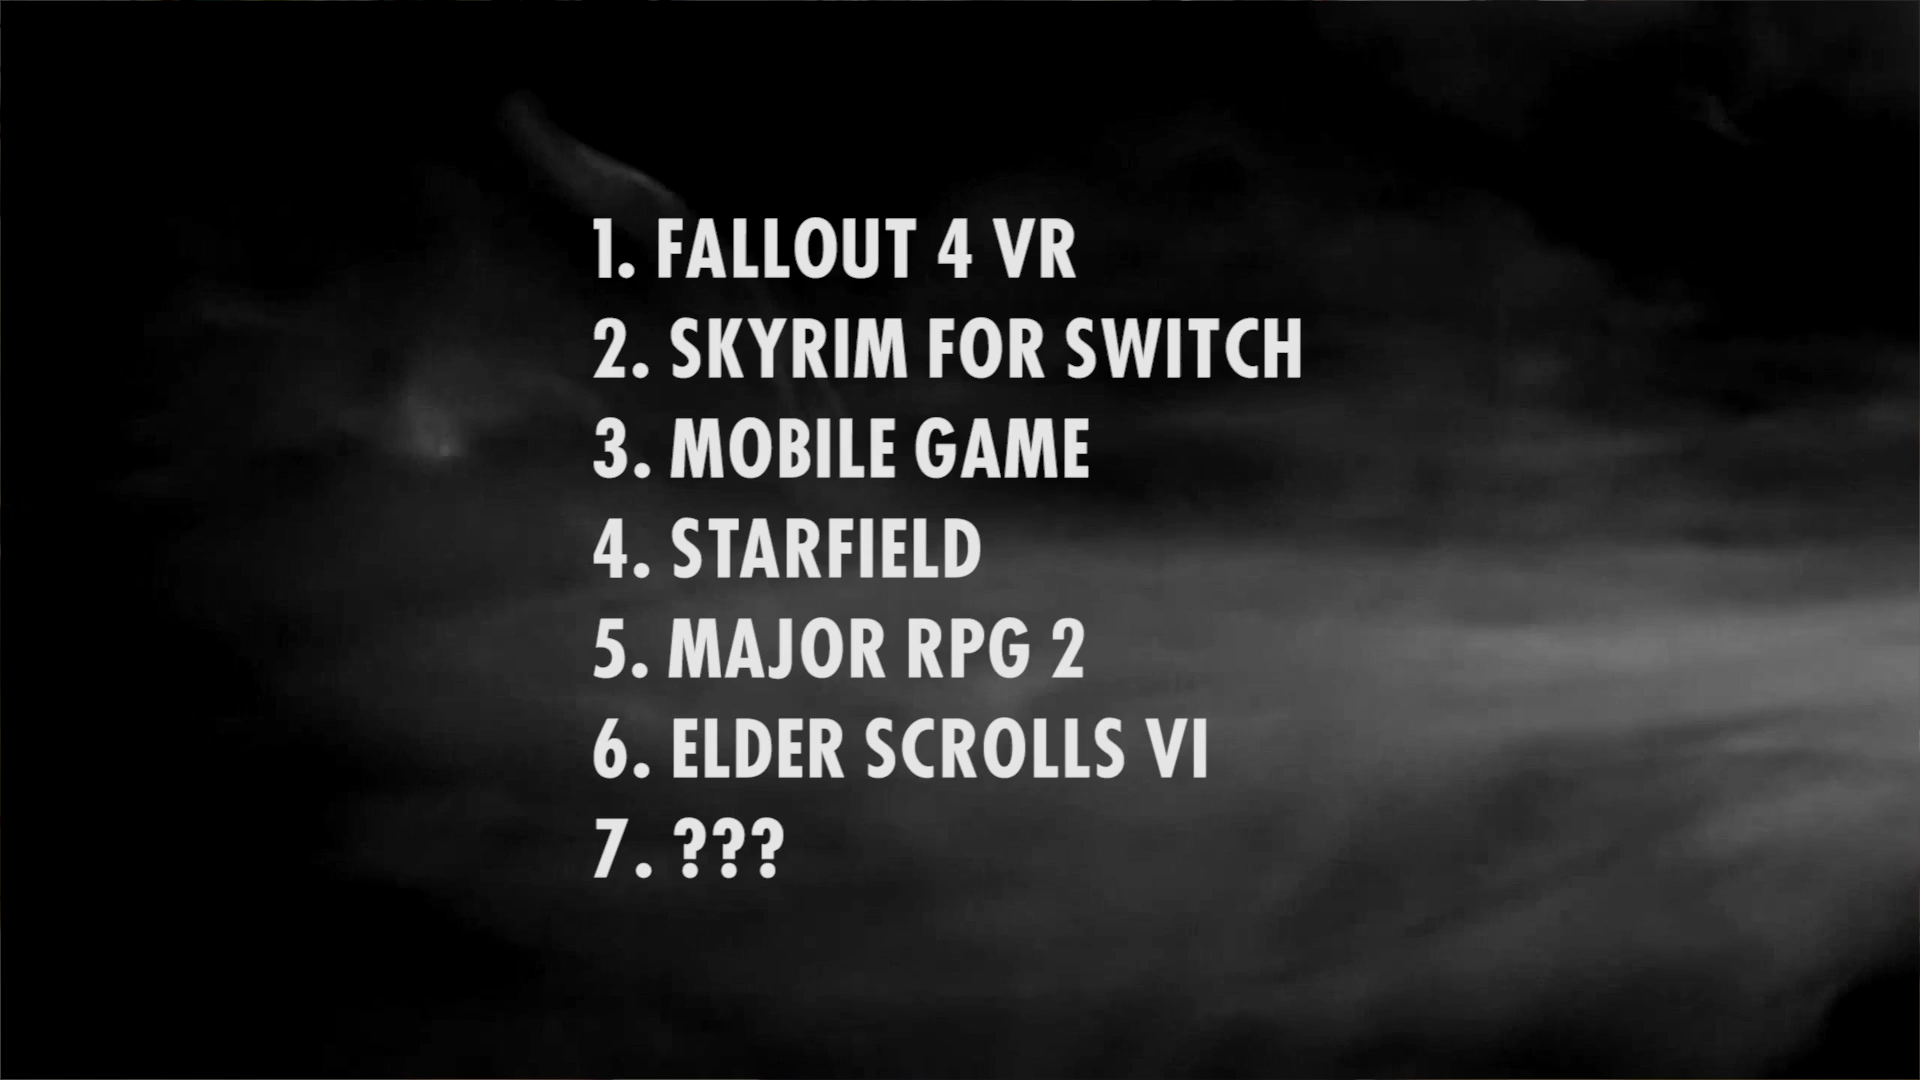 1. FALLOUT 4 VR
2. SKYRIM FOR SWITCH
3. MOBILE GAME
4. STARFIELD
5. MAJOR RPG 2
6. ELDER SCROLLS VI
7. ???